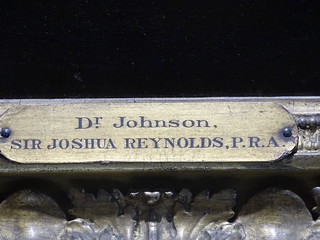 Dr Johnson,
SIR JOSHUA REYNOLDS, P.R.A.